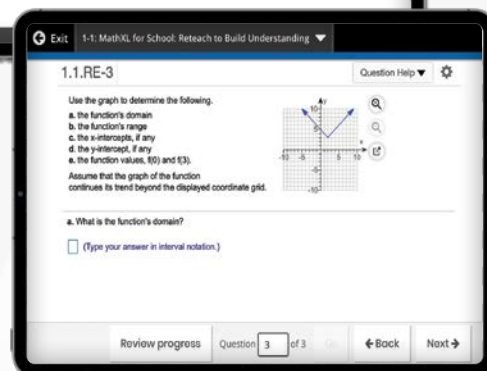 Exit 1-1: MathXL for School: Reteach to Build Understanding
1.1.RE-3 Question Help
Use the graph to determine the following.
a. the function's domain
b. the function's range
c. the x-intercepts, if any
d. the y-intercept, if any
e. the function values, f(0) and f(3).
Assume that the graph of the function
continues its trend beyond the displayed coordinate grid.
y
10
5
x
-10 -5 5 10
-5
-10
a. What is the function's domain?
(Type your answer in interval notation.)
Review progress Question 3 of 3 Go Back Next